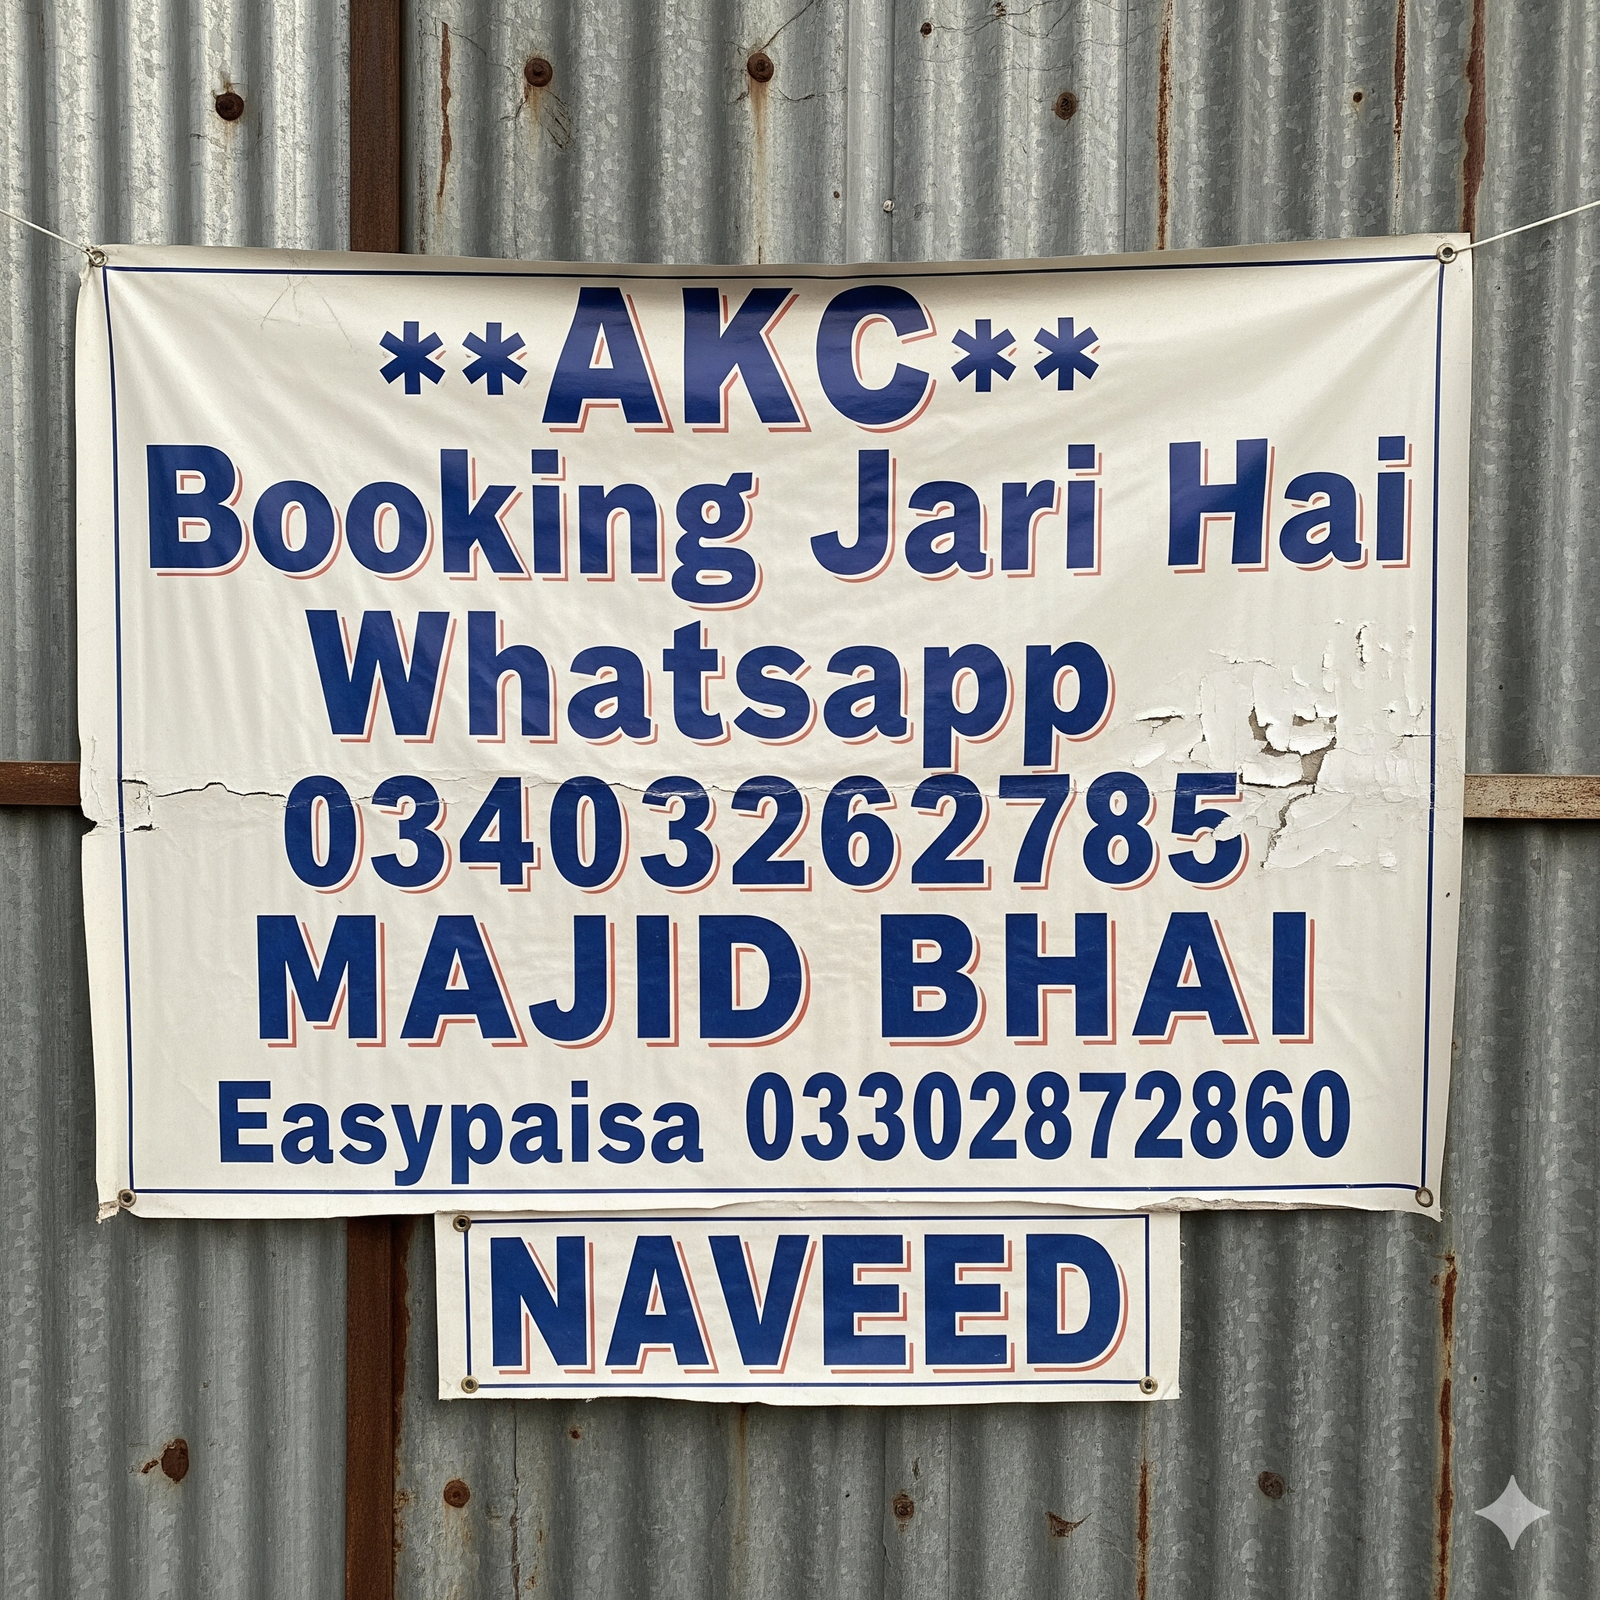 **AKC**
Booking Jari Hai
Whatsapp
03403262785
MAJID BHAI
Easypaisa 03302872860
NAVEED